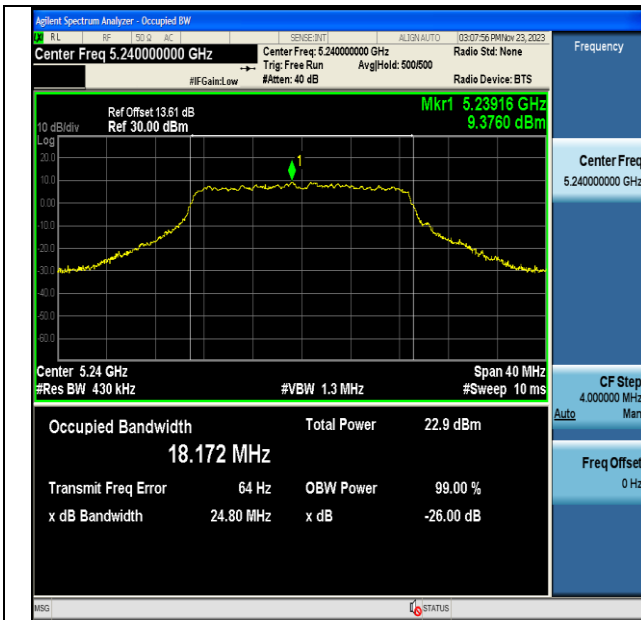 Agilent Spectrum Analyzer - Occupied BW
RL RF 50 Ω AC SENSE:INT ALIGN AUTO 03:07:56 PM Nov 23, 2023
Center Freq 5.240000000 GHz
Center Freq: 5.240000000 GHz
Radio Std: None
Trig: Free Run Avg|Hold: 500/500
#IFGain:Low
#Atten: 40 dB
Radio Device: BTS
Frequency
Ref Offset 13.61 dB
10 dB/div Ref 30.00 dBm
Mkr1 5.23916 GHz
9.3760 dBm
Log
20.0
10.0
0.00
-10.0
-20.0
-30.0
-40.0
-50.0
-60.0
1
Center 5.24 GHz
Span 40 MHz
#Res BW 430 kHz
#VBW 1.3 MHz
#Sweep 10 ms
Center Freq
5.240000000 GHz
CF Step
4.000000 MHz
Auto Man
Freq Offset
0 Hz
Occupied Bandwidth
18.172 MHz
Total Power 22.9 dBm
Transmit Freq Error 64 Hz
OBW Power 99.00 %
x dB Bandwidth 24.80 MHz
x dB -26.00 dB
MSG
STATUS